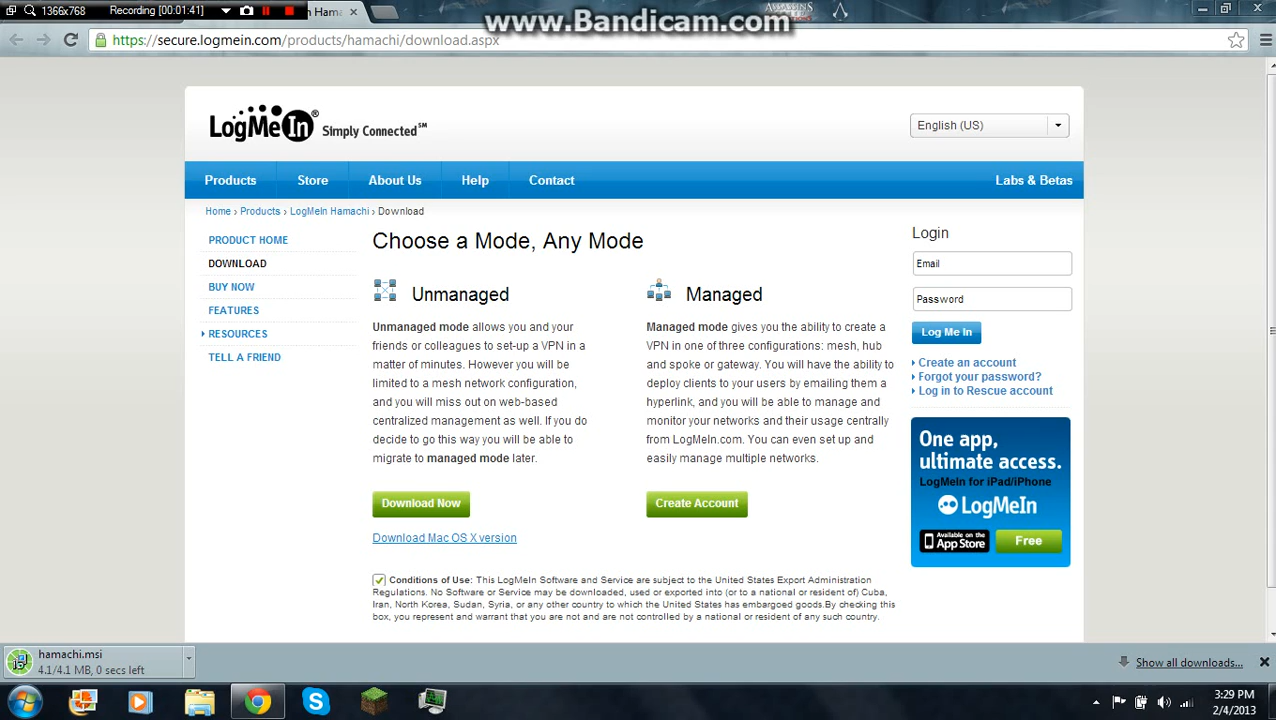 1366x768 Recording [00:01:41] n Hama
www.Bandicam.com
https://secure.logmein.com/products/hamachi/download.aspx
LogMeIn® Simply Connected℠
English (US)
Products Store About Us Help Contact Labs & Betas
Home › Products › LogMeIn Hamachi › Download
PRODUCT HOME
DOWNLOAD
BUY NOW
FEATURES
RESOURCES
TELL A FRIEND
Choose a Mode, Any Mode
Unmanaged
Unmanaged mode allows you and your
friends or colleagues to set-up a VPN in a
matter of minutes. However you will be
limited to a mesh network configuration,
and you will miss out on web-based
centralized management as well. If you do
decide to go this way you will be able to
migrate to managed mode later.
Download Now
Download Mac OS X version
Managed
Managed mode gives you the ability to create a
VPN in one of three configurations: mesh, hub
and spoke or gateway. You will have the ability to
deploy clients to your users by emailing them a
hyperlink, and you will be able to manage and
monitor your networks and their usage centrally
from LogMeIn.com. You can even set up and
easily manage multiple networks.
Create Account
Conditions of Use: This LogMeIn Software and Service are subject to the United States Export Administration
Regulations. No Software or Service may be downloaded, used or exported into (or to a national or resident of) Cuba,
Iran, North Korea, Sudan, Syria, or any other country to which the United States has embargoed goods.By checking this
box, you represent and warrant that you are not and are not controlled by a national or resident of any such country.
Login
Email
Password
Log Me In
Create an account
Forgot your password?
Log in to Rescue account
One app,
ultimate access.
LogMeIn for iPad/iPhone
LogMeIn
Available on the
App Store
Free
hamachi.msi
4.1/4.1 MB, 0 secs left
Show all downloads...
3:29 PM
2/4/2013